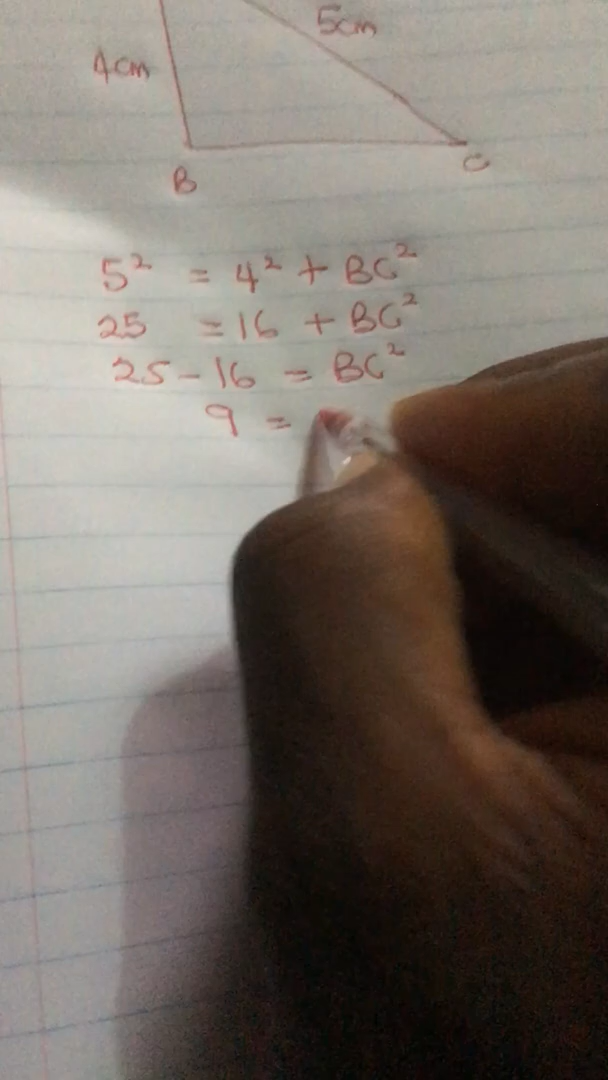 5cm
4cm
B
C
5² = 4² + BC²
25 = 16 + BC²
25 - 16 = BC²
9 =